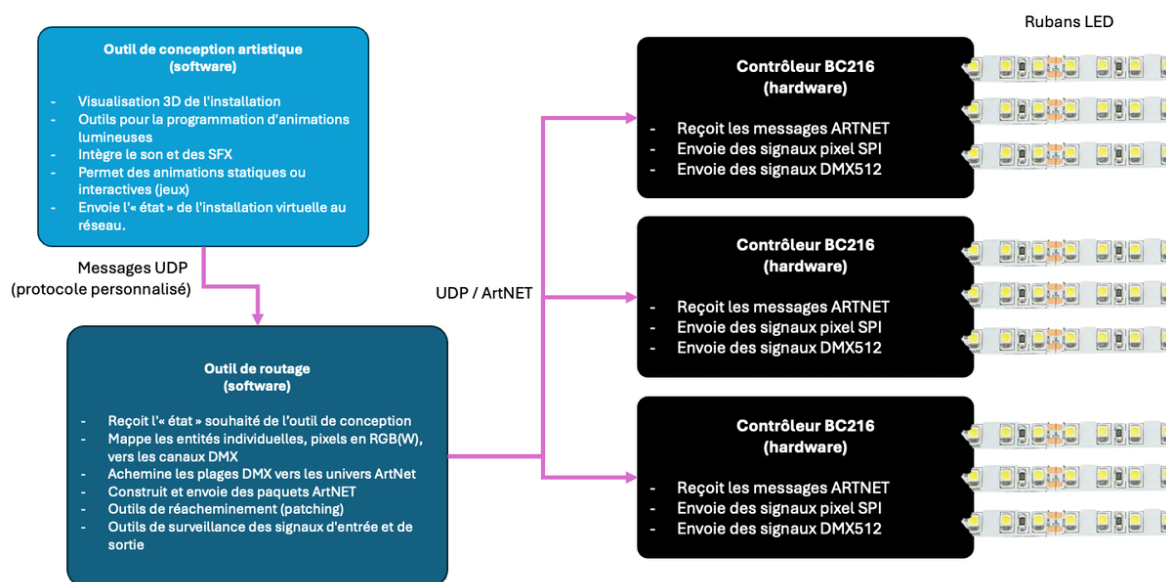 Outil de conception artistique
(software)
- Visualisation 3D de l'installation
- Outils pour la programmation d'animations
lumineuses
- Intègre le son et des SFX
- Permet des animations statiques ou
interactives (jeux)
- Envoie l'« état » de l'installation virtuelle au
réseau.
Messages UDP
(protocole personnalisé)
Outil de routage
(software)
- Reçoit l'« état » souhaité de l'outil de conception
- Mappe les entités individuelles, pixels en RGB(W),
vers les canaux DMX
- Achemine les plages DMX vers les univers ArtNet
- Construit et envoie des paquets ArtNET
- Outils de réacheminement (patching)
- Outils de surveillance des signaux d'entrée et de
sortie
UDP / ArtNET
Contrôleur BC216
(hardware)
- Reçoit les messages ARTNET
- Envoie des signaux pixel SPI
- Envoie des signaux DMX512
Contrôleur BC216
(hardware)
- Reçoit les messages ARTNET
- Envoie des signaux pixel SPI
- Envoie des signaux DMX512
Contrôleur BC216
(hardware)
- Reçoit les messages ARTNET
- Envoie des signaux pixel SPI
- Envoie des signaux DMX512
Rubans LED